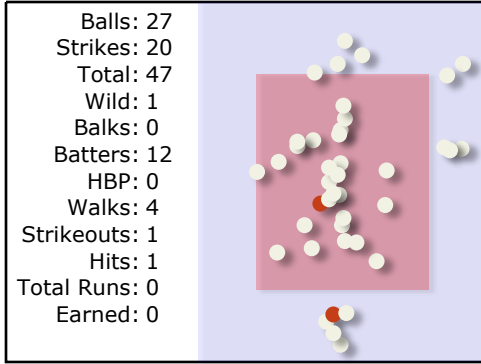 Balls: 27
Strikes: 20
Total: 47
Wild: 1
Balks: 0
Batters: 12
HBP: 0
Walks: 4
Strikeouts: 1
Hits: 1
Total Runs: 0
Earned: 0